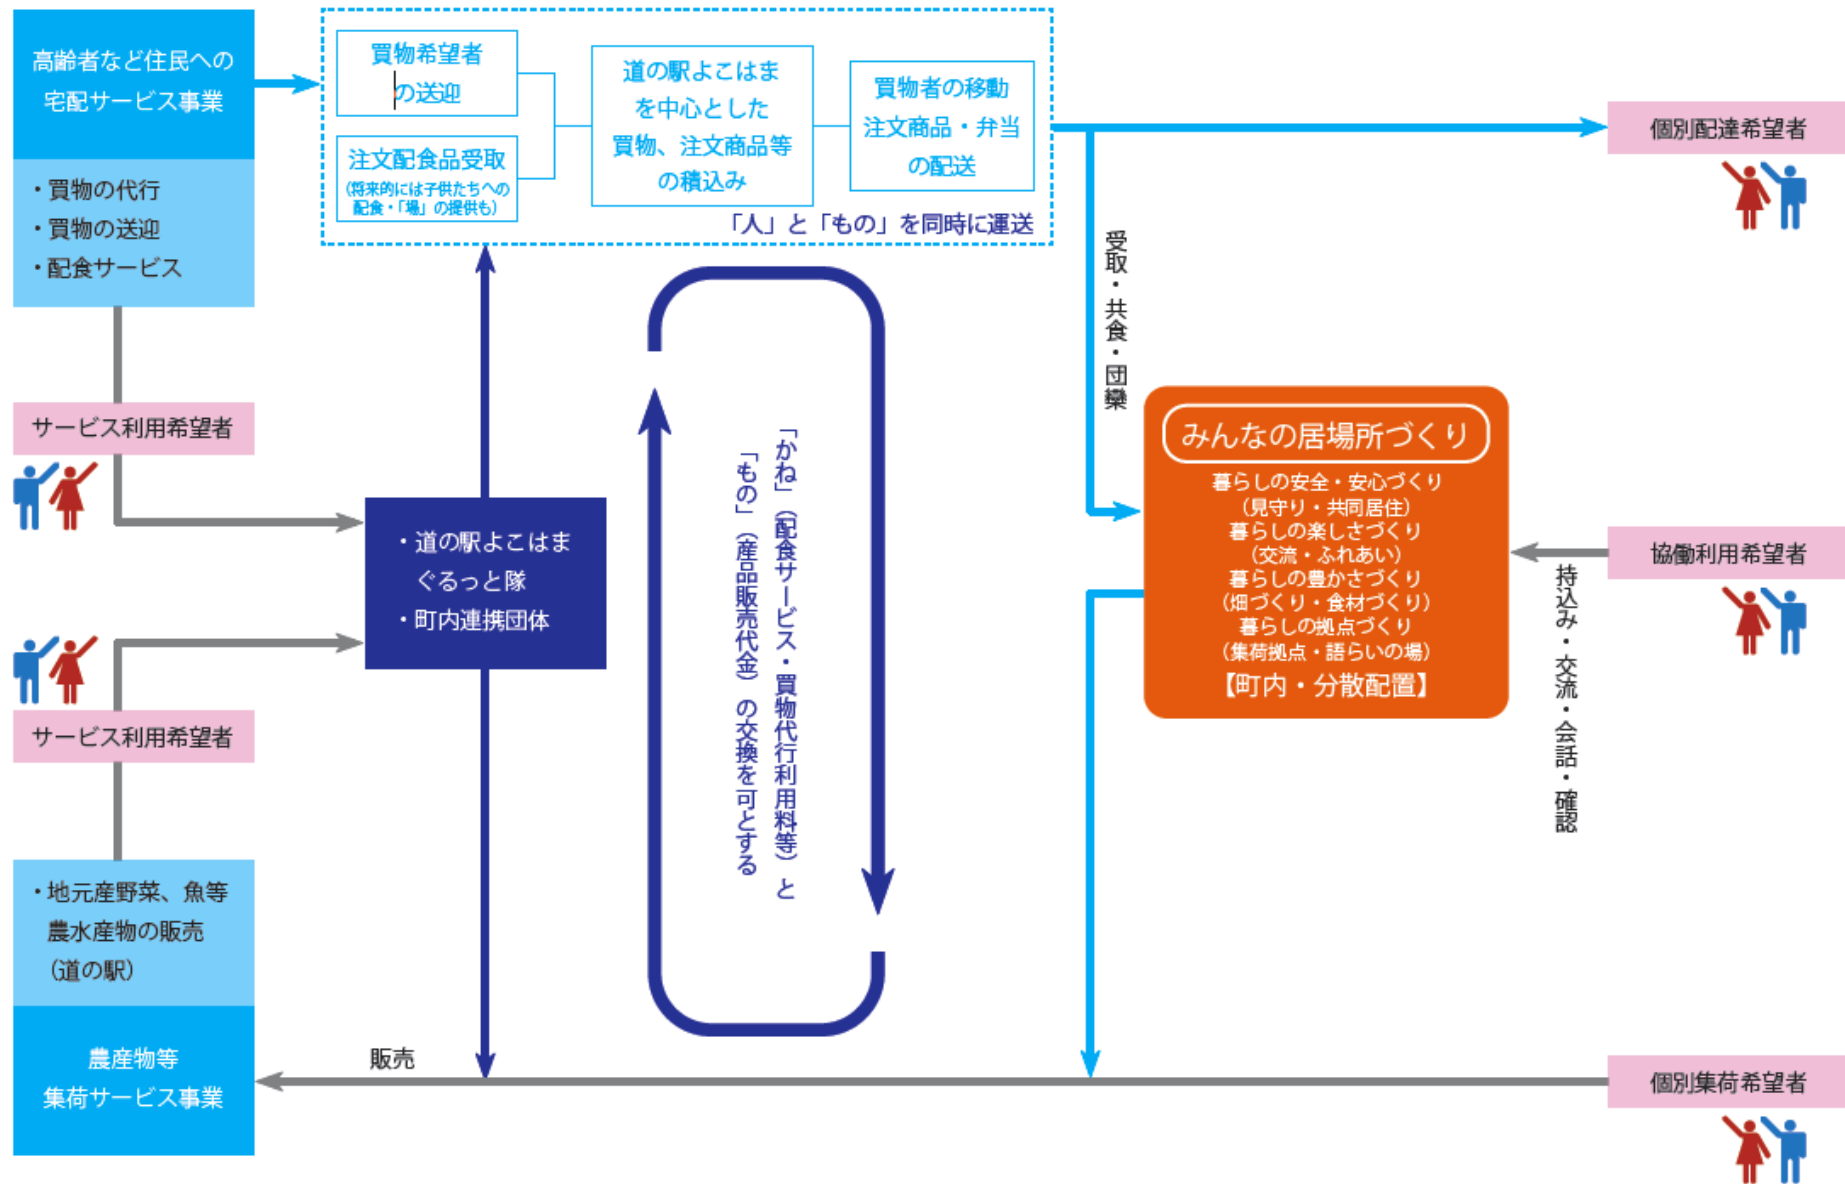 高齢者など住民への
宅配サービス事業
・買物の代行
・買物の送迎
・配食サービス
サービス利用希望者
買物希望者
の送迎
注文配食品受取
(将来的には子供たちへの
配食・「場」の提供も)
道の駅よこはま
を中心とした
買物、注文商品等
の積込み
買物者の移動
注文商品・弁当
の配送
「人」と「もの」を同時に運送
個別配達希望者
受取・共食・団欒
・道の駅よこはま
ぐるっと隊
・町内連携団体
「かね」(配食サービス・買物代行利用料等)と
「もの」(産品販売代金)の交換を可とする
みんなの居場所づくり
暮らしの安全・安心づくり
(見守り・共同居住)
暮らしの楽しさづくり
(交流・ふれあい)
暮らしの豊かさづくり
(畑づくり・食材づくり)
暮らしの拠点づくり
(集荷拠点・語らいの場)
【町内・分散配置】
協働利用希望者
持込み・交流・会話・確認
サービス利用希望者
・地元産野菜、魚等
農水産物の販売
(道の駅)
農産物等
集荷サービス事業
販売
個別集荷希望者